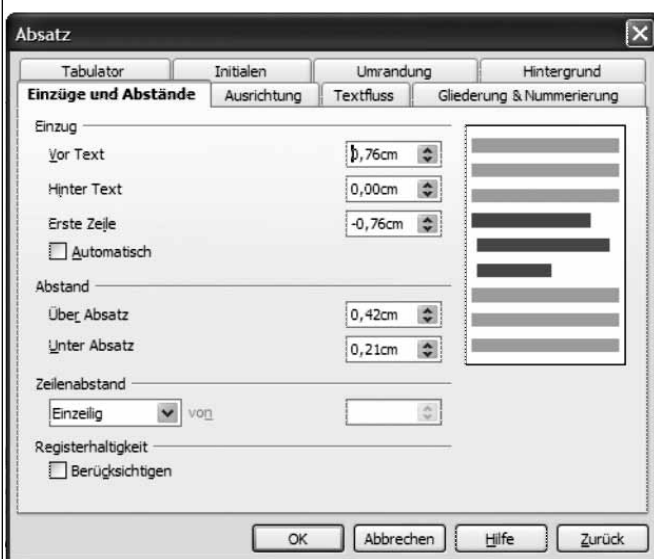 Absatz
Tabulator Initialen Umrandung Hintergrund
Einzüge und Abstände Ausrichtung Textfluss Gliederung & Nummerierung
Einzug
Vor Text 0,76cm
Hinter Text 0,00cm
Erste Zeile -0,76cm
Automatisch
Abstand
Über Absatz 0,42cm
Unter Absatz 0,21cm
Zeilenabstand
Einzeilig von
Registerhaltigkeit
Berücksichtigen
OK Abbrechen Hilfe Zurück